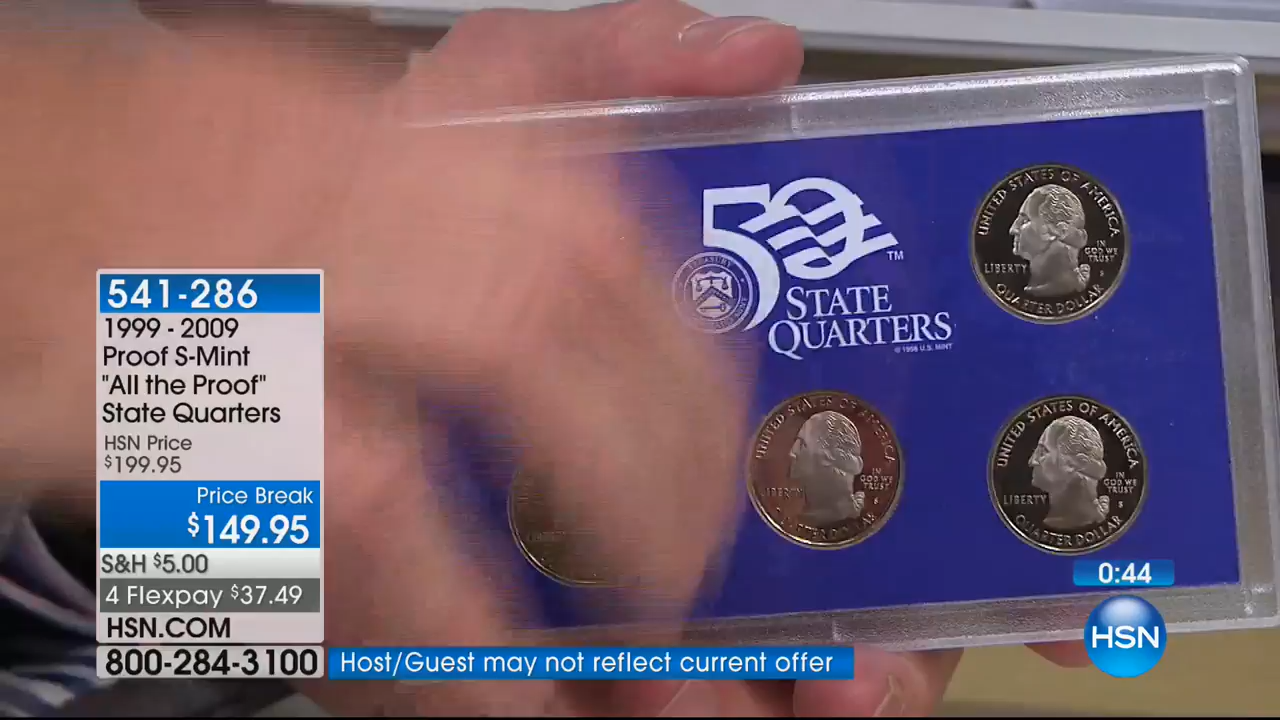 541-286
1999 - 2009
Proof S-Mint
"All the Proof"
State Quarters
HSN Price
$199.95
Price Break
$149.95
S&H $5.00
4 Flexpay $37.49
HSN.COM
800-284-3100
Host/Guest may not reflect current offer
0:44
HSN
50
TM
STATE
QUARTERS
© 1998 U.S. MINT
UNITED STATES OF AMERICA
LIBERTY
IN
GOD WE
TRUST
S
QUARTER DOLLAR
UNITED STATES OF AMERICA
LIBERTY
IN
GOD WE
TRUST
S
QUARTER DOLLAR
UNITED STATES OF AMERICA
LIBERTY
IN
GOD WE
TRUST
S
QUARTER DOLLAR
LIBERTY